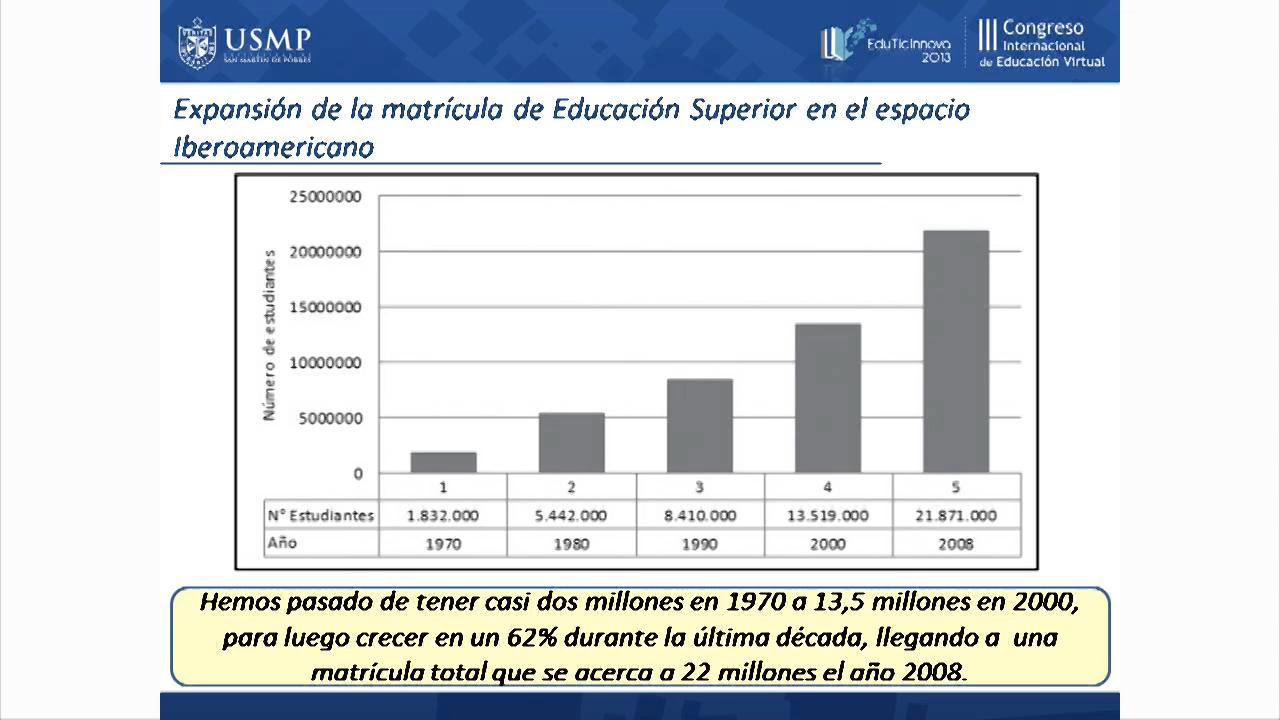 USMP
SAN MARTIN DE PORRES
EduTicInnova
2013
III Congreso
Internacional
de Educación Virtual
Expansión de la matrícula de Educación Superior en el espacio
Iberoamericano
25000000
20000000
15000000
10000000
5000000
0
Número de estudiantes
1 2 3 4 5
N° Estudiantes 1.832.000 5.442.000 8.410.000 13.519.000 21.871.000
Año 1970 1980 1990 2000 2008
Hemos pasado de tener casi dos millones en 1970 a 13,5 millones en 2000,
para luego crecer en un 62% durante la última década, llegando a una
matrícula total que se acerca a 22 millones el año 2008.